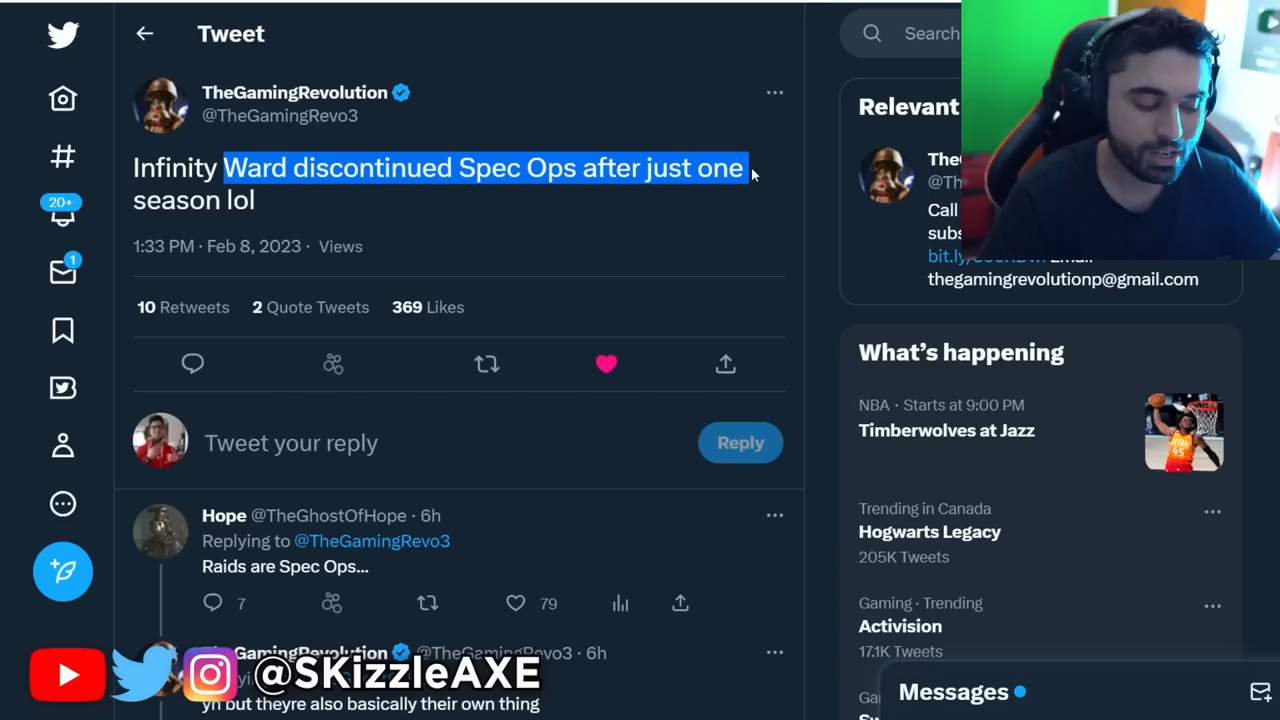 Tweet
Search
TheGamingRevolution
@TheGamingRevo3
Infinity Ward discontinued Spec Ops after just one
season lol
1:33 PM · Feb 8, 2023 · Views
10 Retweets 2 Quote Tweets 369 Likes
20+
1
Tweet your reply
Reply
Hope @TheGhostOfHope · 6h
Replying to @TheGamingRevo3
Raids are Spec Ops...
7
79
GamingRevolution @TheGamingRevo3 · 6h
yh but theyre also basically their own thing
@SKizzleAXE
Relevant
Call
thegamingrevolutionp@gmail.com
What's happening
NBA · Starts at 9:00 PM
Timberwolves at Jazz
Trending in Canada
Hogwarts Legacy
205K Tweets
Gaming · Trending
Activision
17.1K Tweets
Messages